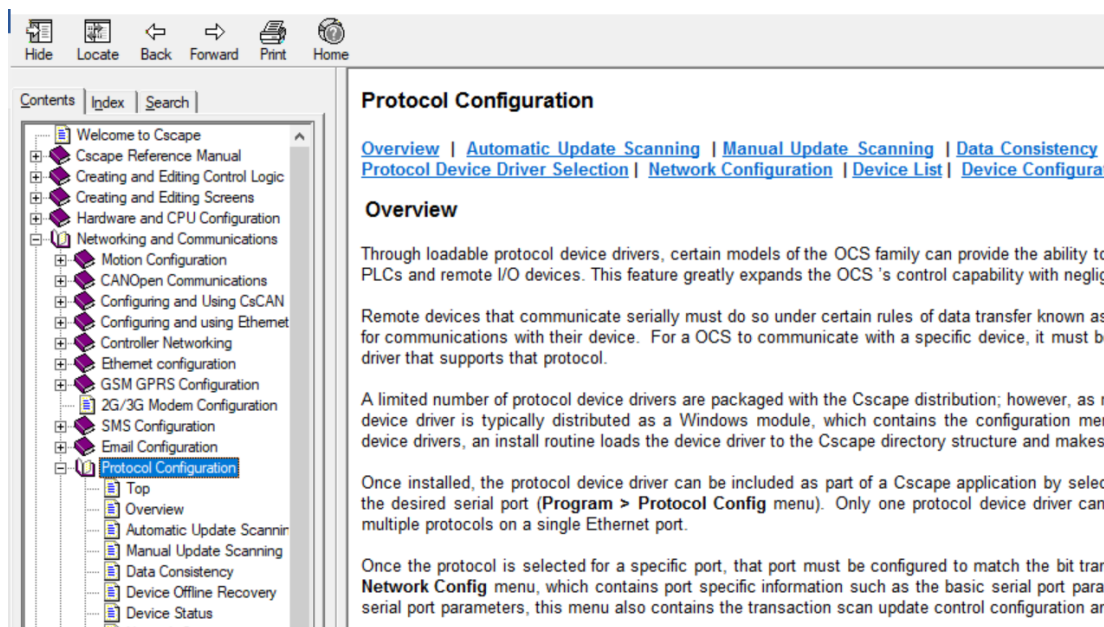 Hide Locate Back Forward Print Home
Contents Index Search
Welcome to Cscape
Cscape Reference Manual
Creating and Editing Control Logic
Creating and Editing Screens
Hardware and CPU Configuration
Networking and Communications
Motion Configuration
CANOpen Communications
Configuring and Using CsCAN
Configuring and using Ethernet
Controller Networking
Ethernet configuration
GSM GPRS Configuration
2G/3G Modem Configuration
SMS Configuration
Email Configuration
Protocol Configuration
Top
Overview
Automatic Update Scannin
Manual Update Scanning
Data Consistency
Device Offline Recovery
Device Status
Protocol Configuration
Overview | Automatic Update Scanning | Manual Update Scanning | Data Consistency
Protocol Device Driver Selection | Network Configuration | Device List | Device Configura
Overview
Through loadable protocol device drivers, certain models of the OCS family can provide the ability to
PLCs and remote I/O devices. This feature greatly expands the OCS 's control capability with neglig
Remote devices that communicate serially must do so under certain rules of data transfer known as
for communications with their device. For a OCS to communicate with a specific device, it must b
driver that supports that protocol.
A limited number of protocol device drivers are packaged with the Cscape distribution; however, as
device driver is typically distributed as a Windows module, which contains the configuration me
device drivers, an install routine loads the device driver to the Cscape directory structure and makes
Once installed, the protocol device driver can be included as part of a Cscape application by selec
the desired serial port (Program > Protocol Config menu). Only one protocol device driver can
multiple protocols on a single Ethernet port.
Once the protocol is selected for a specific port, that port must be configured to match the bit tran
Network Config menu, which contains port specific information such as the basic serial port para
serial port parameters, this menu also contains the transaction scan update control configuration a